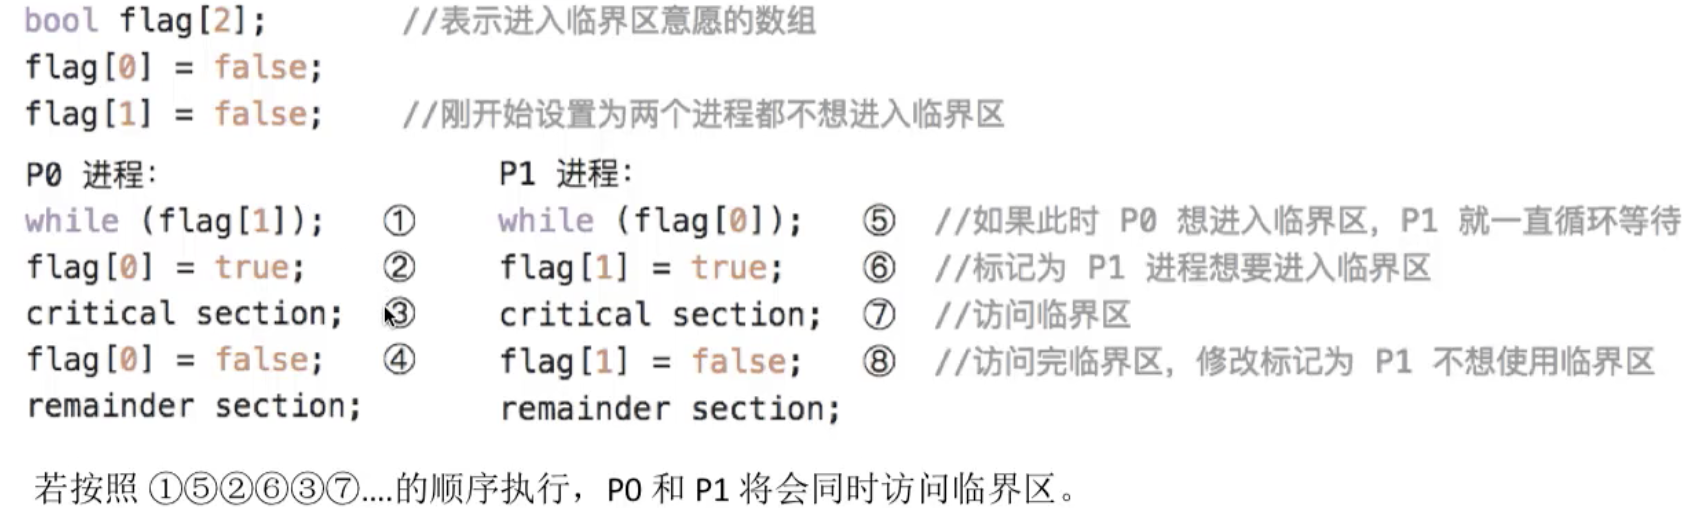 bool flag[2]; //表示进入临界区意愿的数组
flag[0] = false;
flag[1] = false; //刚开始设置为两个进程都不想进入临界区
P0 进程: P1 进程:
while (flag[1]); ① while (flag[0]); ⑤ //如果此时 P0 想进入临界区，P1 就一直循环等待
flag[0] = true; ② flag[1] = true; ⑥ //标记为 P1 进程想要进入临界区
critical section; ③ critical section; ⑦ //访问临界区
flag[0] = false; ④ flag[1] = false; ⑧ //访问完临界区，修改标记为 P1 不想使用临界区
remainder section; remainder section;
若按照 ①⑤②⑥③⑦....的顺序执行，P0 和 P1 将会同时访问临界区。